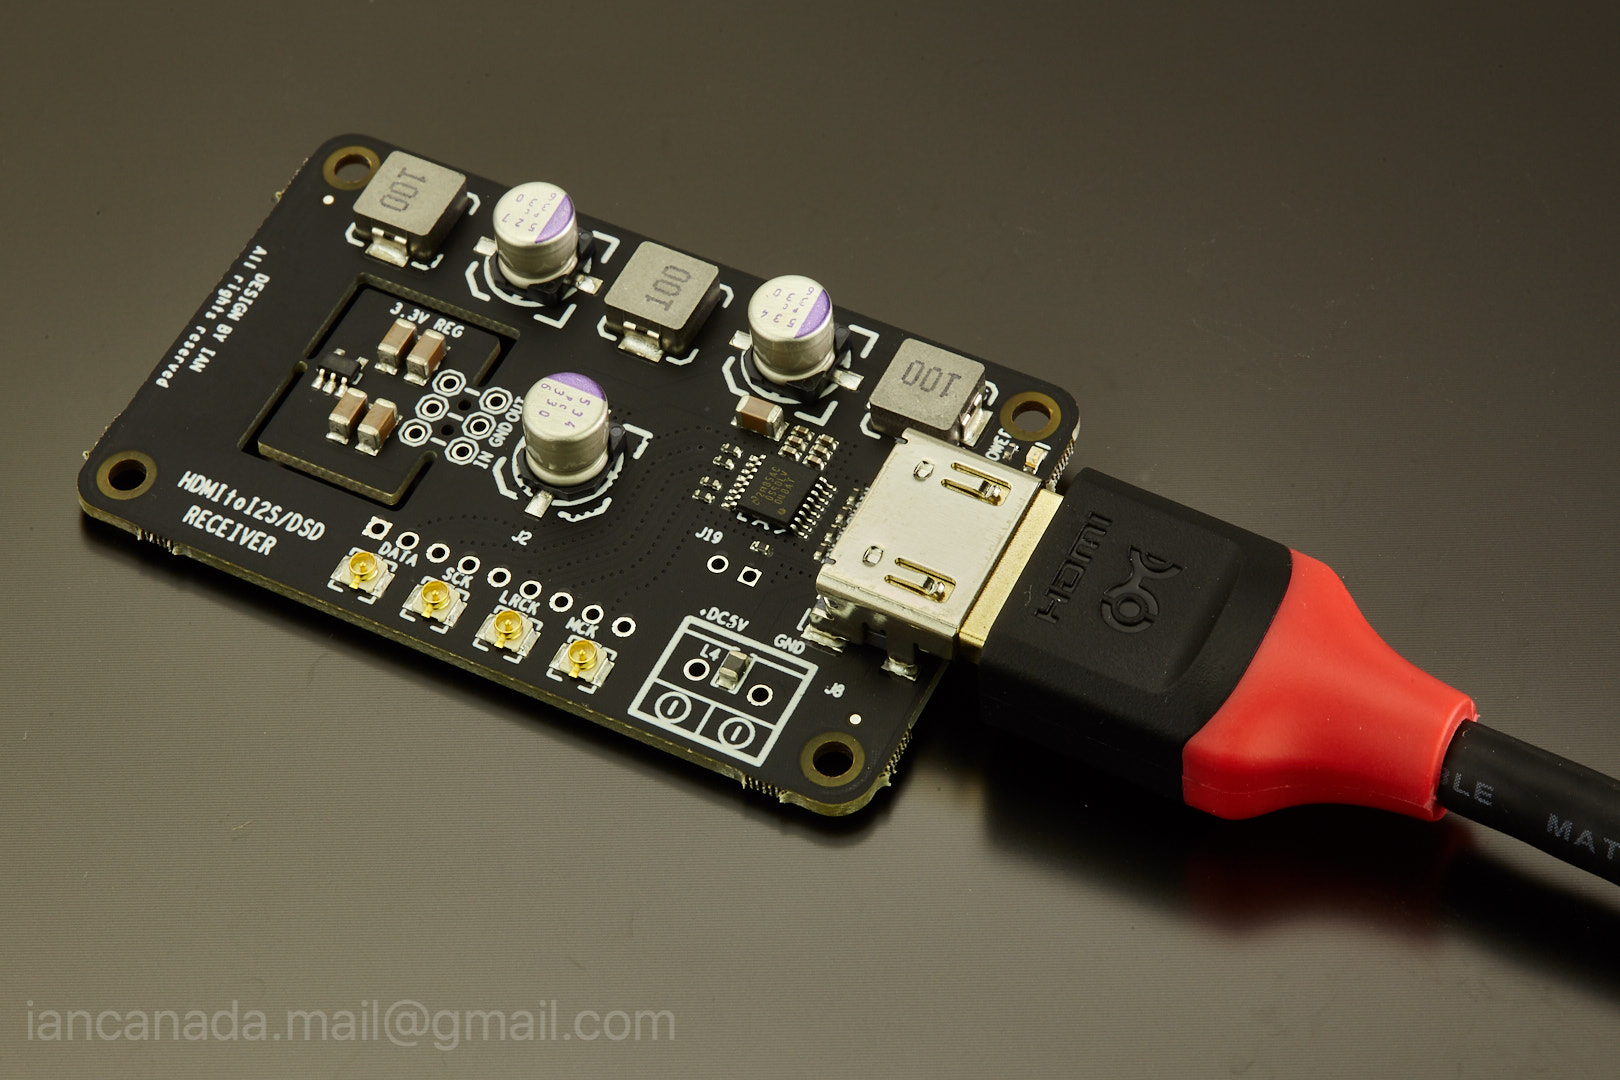 100
100
100
DESIGN BY IAN
All rights reserved
3.3V REG
OUT
GND
IN
HDMItoI2S/DSD
RECEIVER
J2
J19
DATA
SCK
LRCK
MCK
DC5V
GND
L4
J8
HDMI
MAT
iancanada.mail@gmail.com